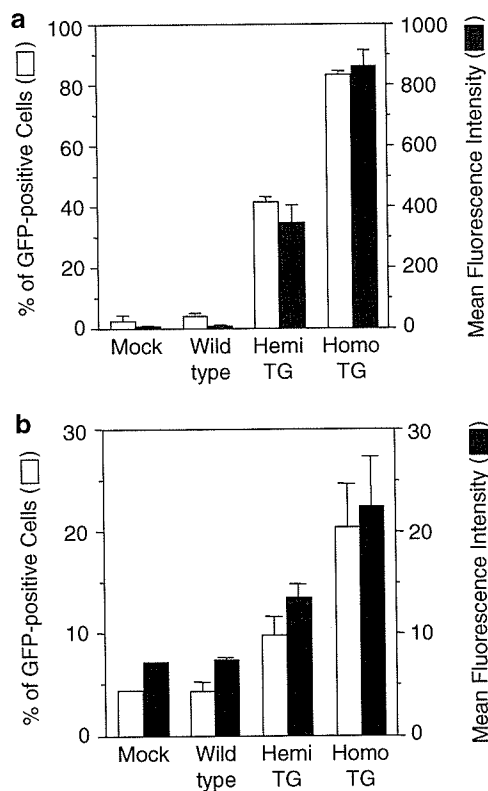 a
% of GFP-positive Cells (□)
100
80
60
40
20
0
1000
800
600
400
200
0
Mean Fluorescence Intensity (■)
Mock
Wild
type
Hemi
TG
Homo
TG
b
% of GFP-positive Cells (□)
30
20
10
0
30
20
10
0
Mean Fluorescence Intensity (■)
Mock
Wild
type
Hemi
TG
Homo
TG